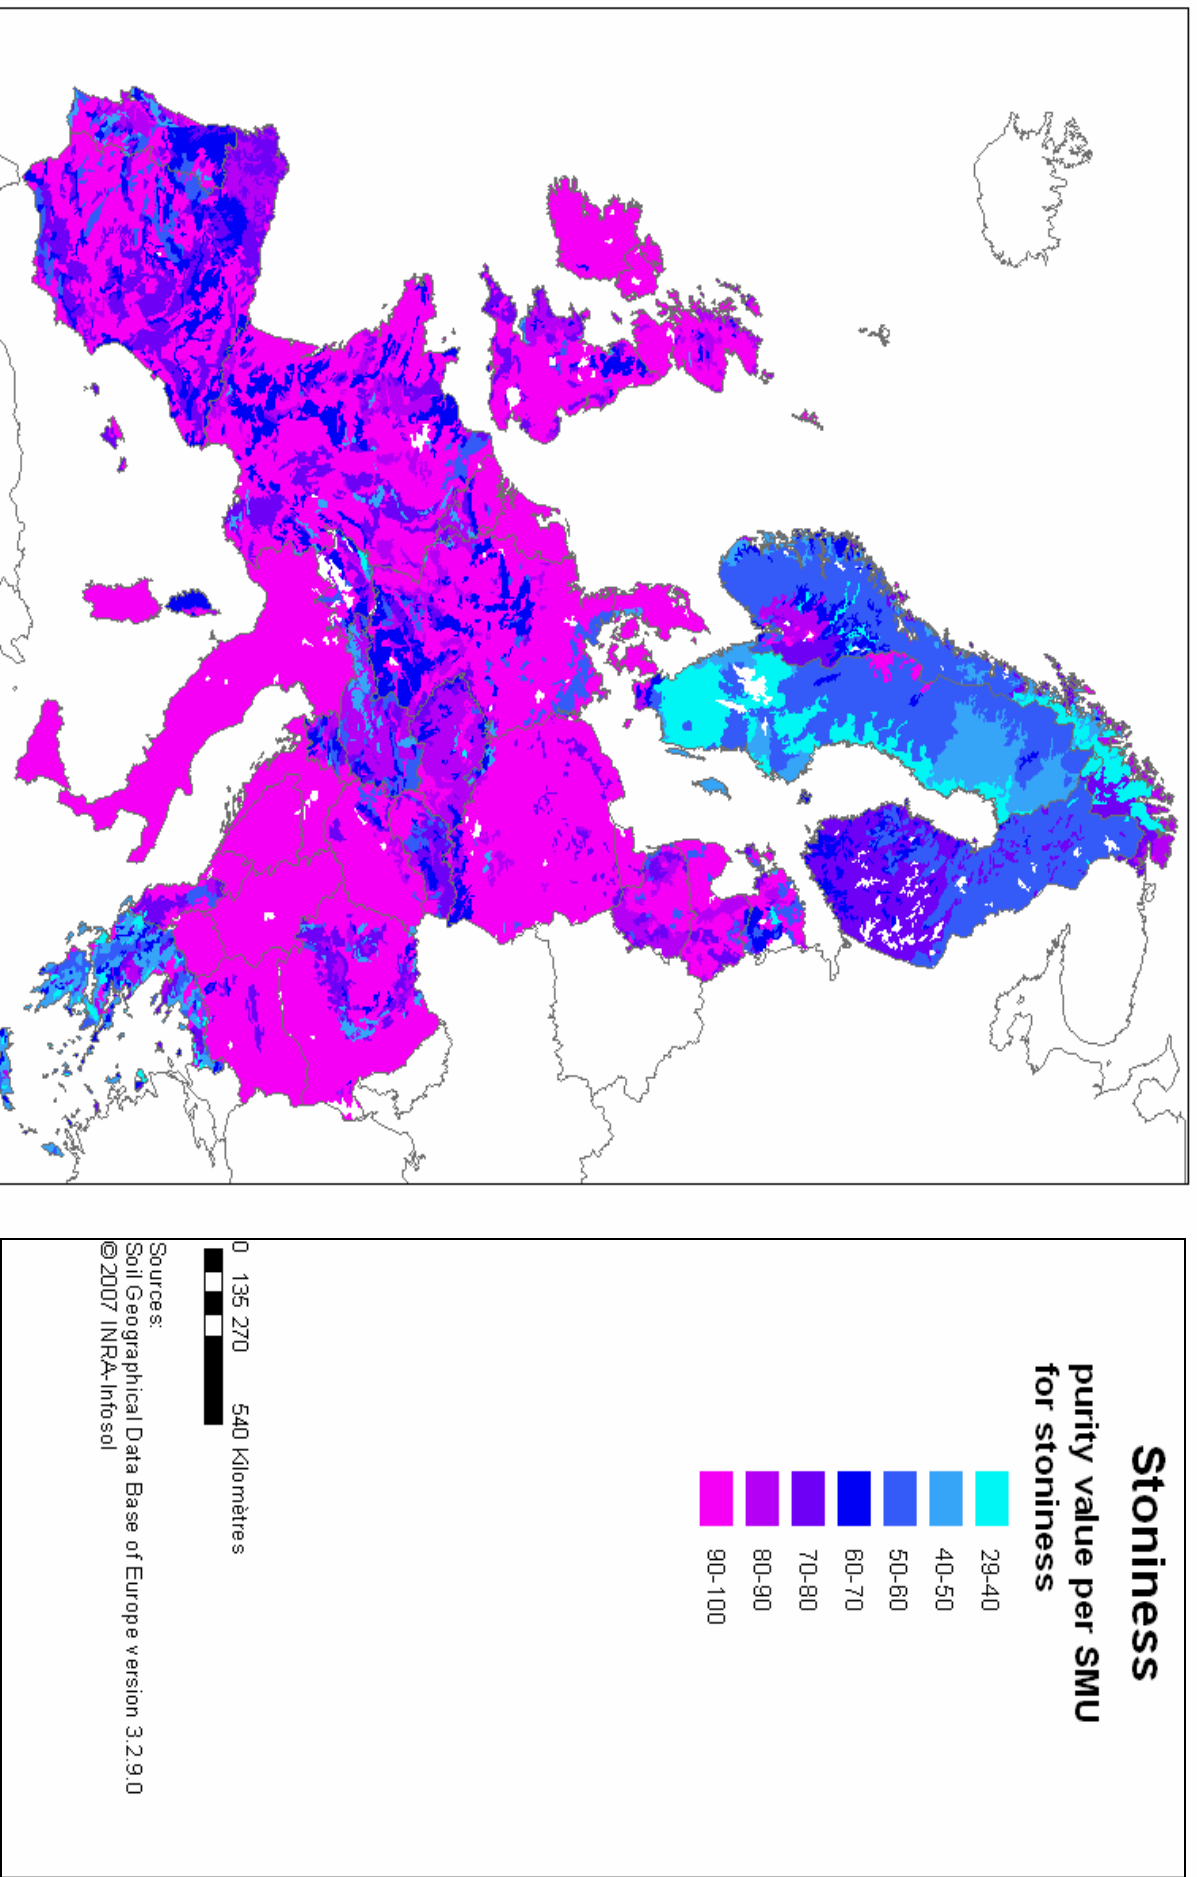 Stoniness
purity value per SMU
for stoniness
29-40
40-50
50-60
60-70
70-80
80-90
90-100
0 135 270 540 Kilomètres
Sources:
Soil Geographical Data Base of Europe version 3.2.9.0
©2007 INRA-Infosol